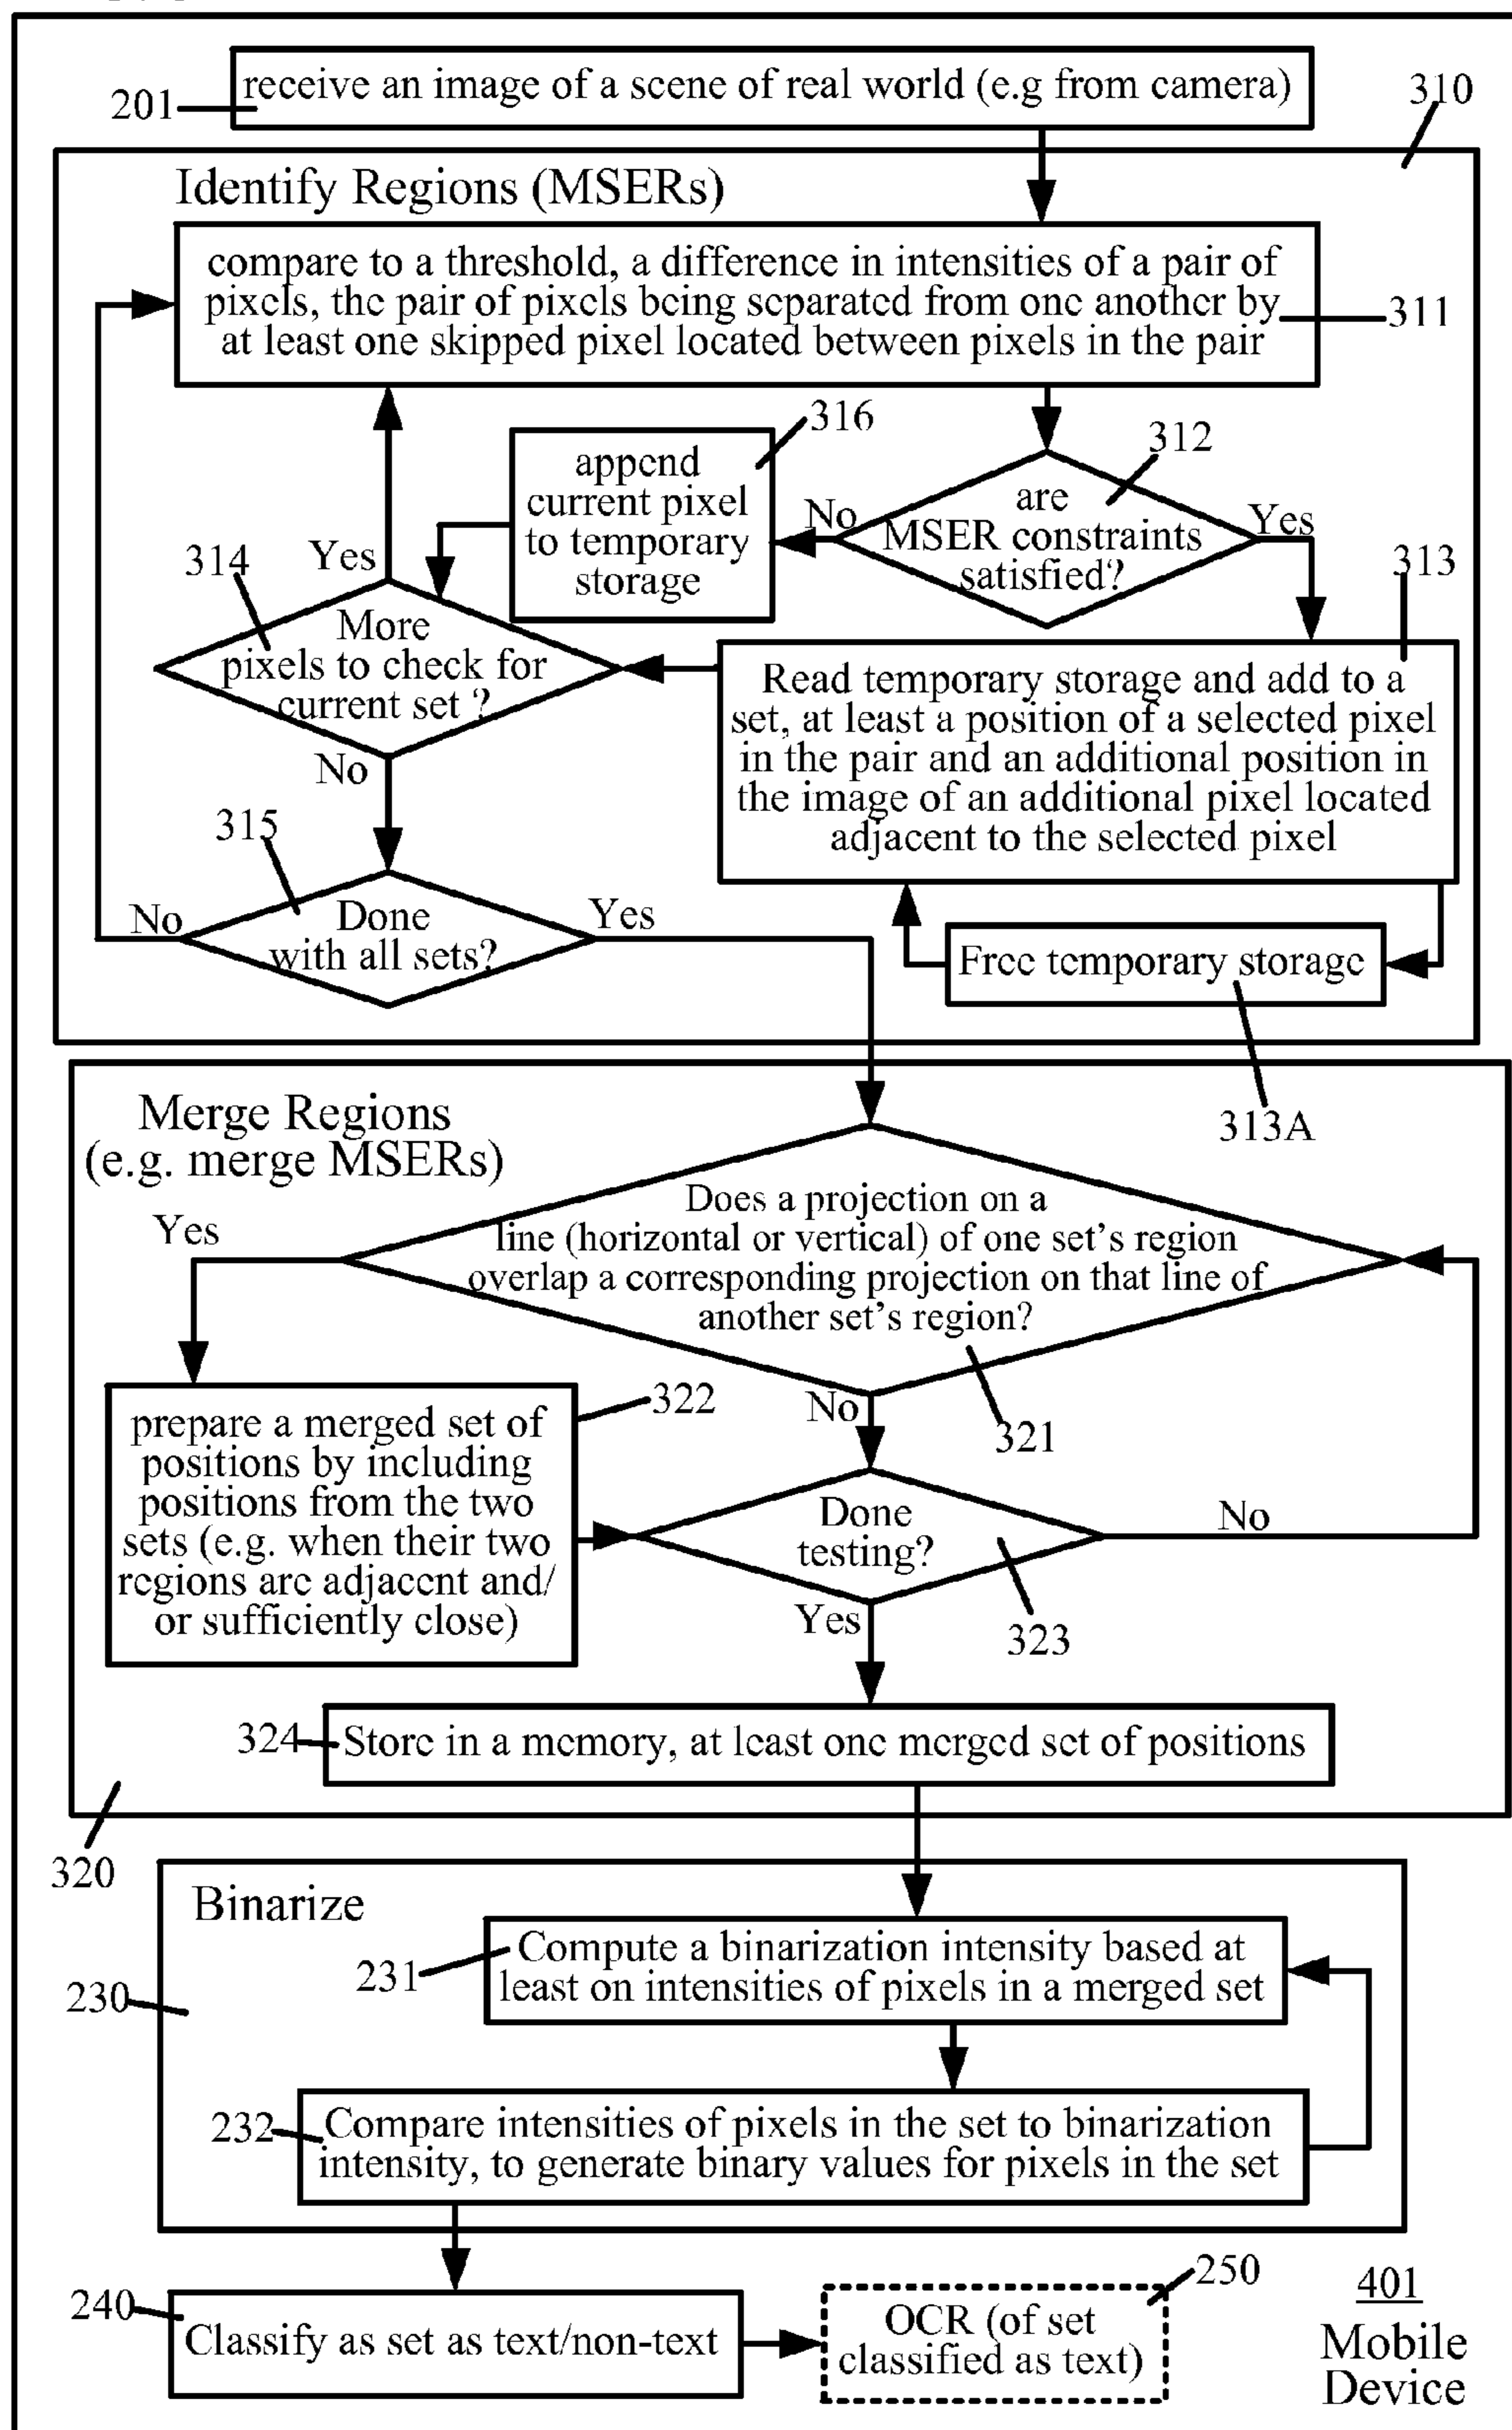 receive an image of a scene of real world (e.g from camera)
201
310
Identify Regions (MSERs)
compare to a threshold, a difference in intensities of a pair of
pixels, the pair of pixels being separated from one another by
at least one skipped pixel located between pixels in the pair
311
316
append
current pixel
to temporary
storage
312
are
MSER constraints
satisfied?
No
Yes
314
Yes
More
pixels to check for
current set ?
No
313
Read temporary storage and add to a
set, at least a position of a selected pixel
in the pair and an additional position in
the image of an additional pixel located
adjacent to the selected pixel
315
Done
with all sets?
No
Yes
Free temporary storage
313A
Merge Regions
(e.g. merge MSERs)
Does a projection on a
line (horizontal or vertical) of one set's region
overlap a corresponding projection on that line of
another set's region?
Yes
No
321
prepare a merged set of
positions by including
positions from the two
sets (e.g. when their two
regions are adjacent and/
or sufficiently close)
322
Done
testing?
No
Yes
323
324
Store in a memory, at least one merged set of positions
320
Binarize
230
231
Compute a binarization intensity based at
least on intensities of pixels in a merged set
232
Compare intensities of pixels in the set to binarization
intensity, to generate binary values for pixels in the set
240
Classify as set as text/non-text
250
OCR (of set
classified as text)
401
Mobile
Device